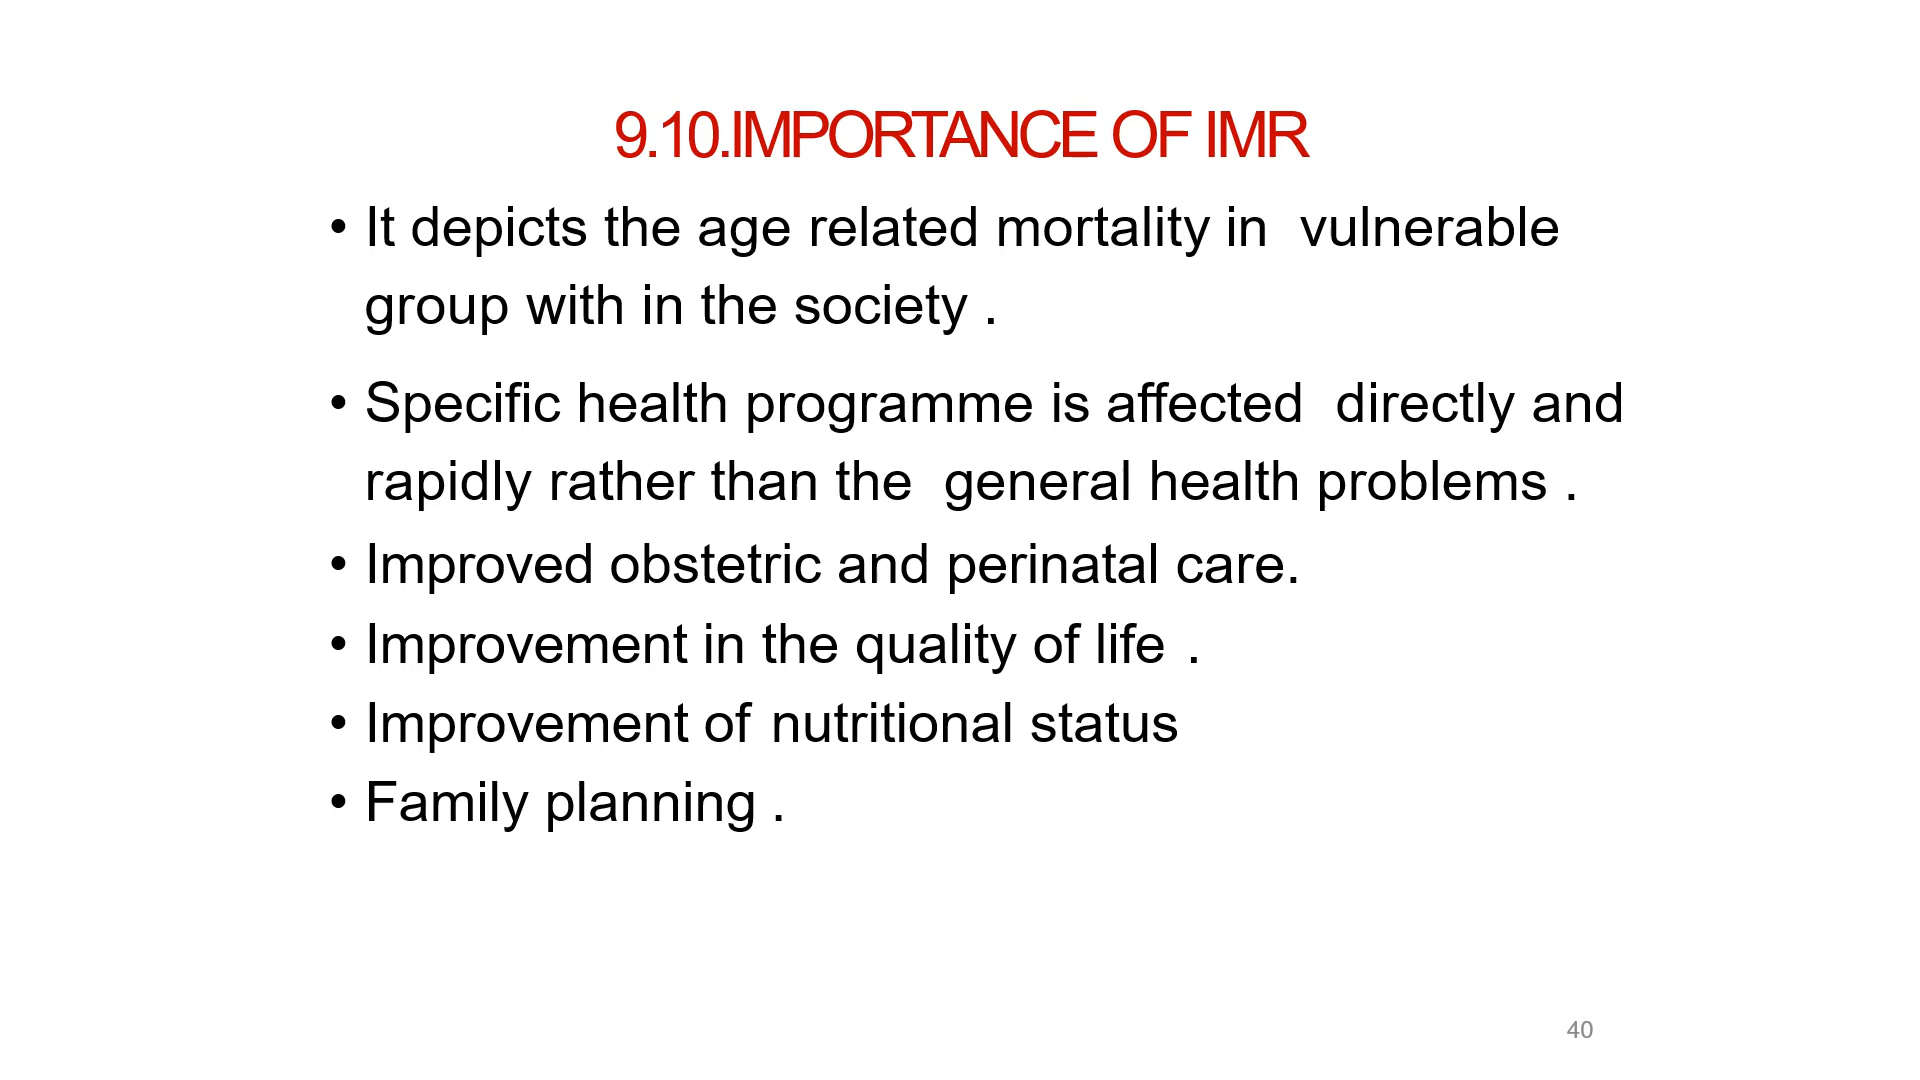 9.10.IMPORTANCE OF IMR
• It depicts the age related mortality in  vulnerable
group with in the society .
• Specific health programme is affected  directly and
rapidly rather than the  general health problems .
• Improved obstetric and perinatal care.
• Improvement in the quality of life .
• Improvement of nutritional status
• Family planning .
40